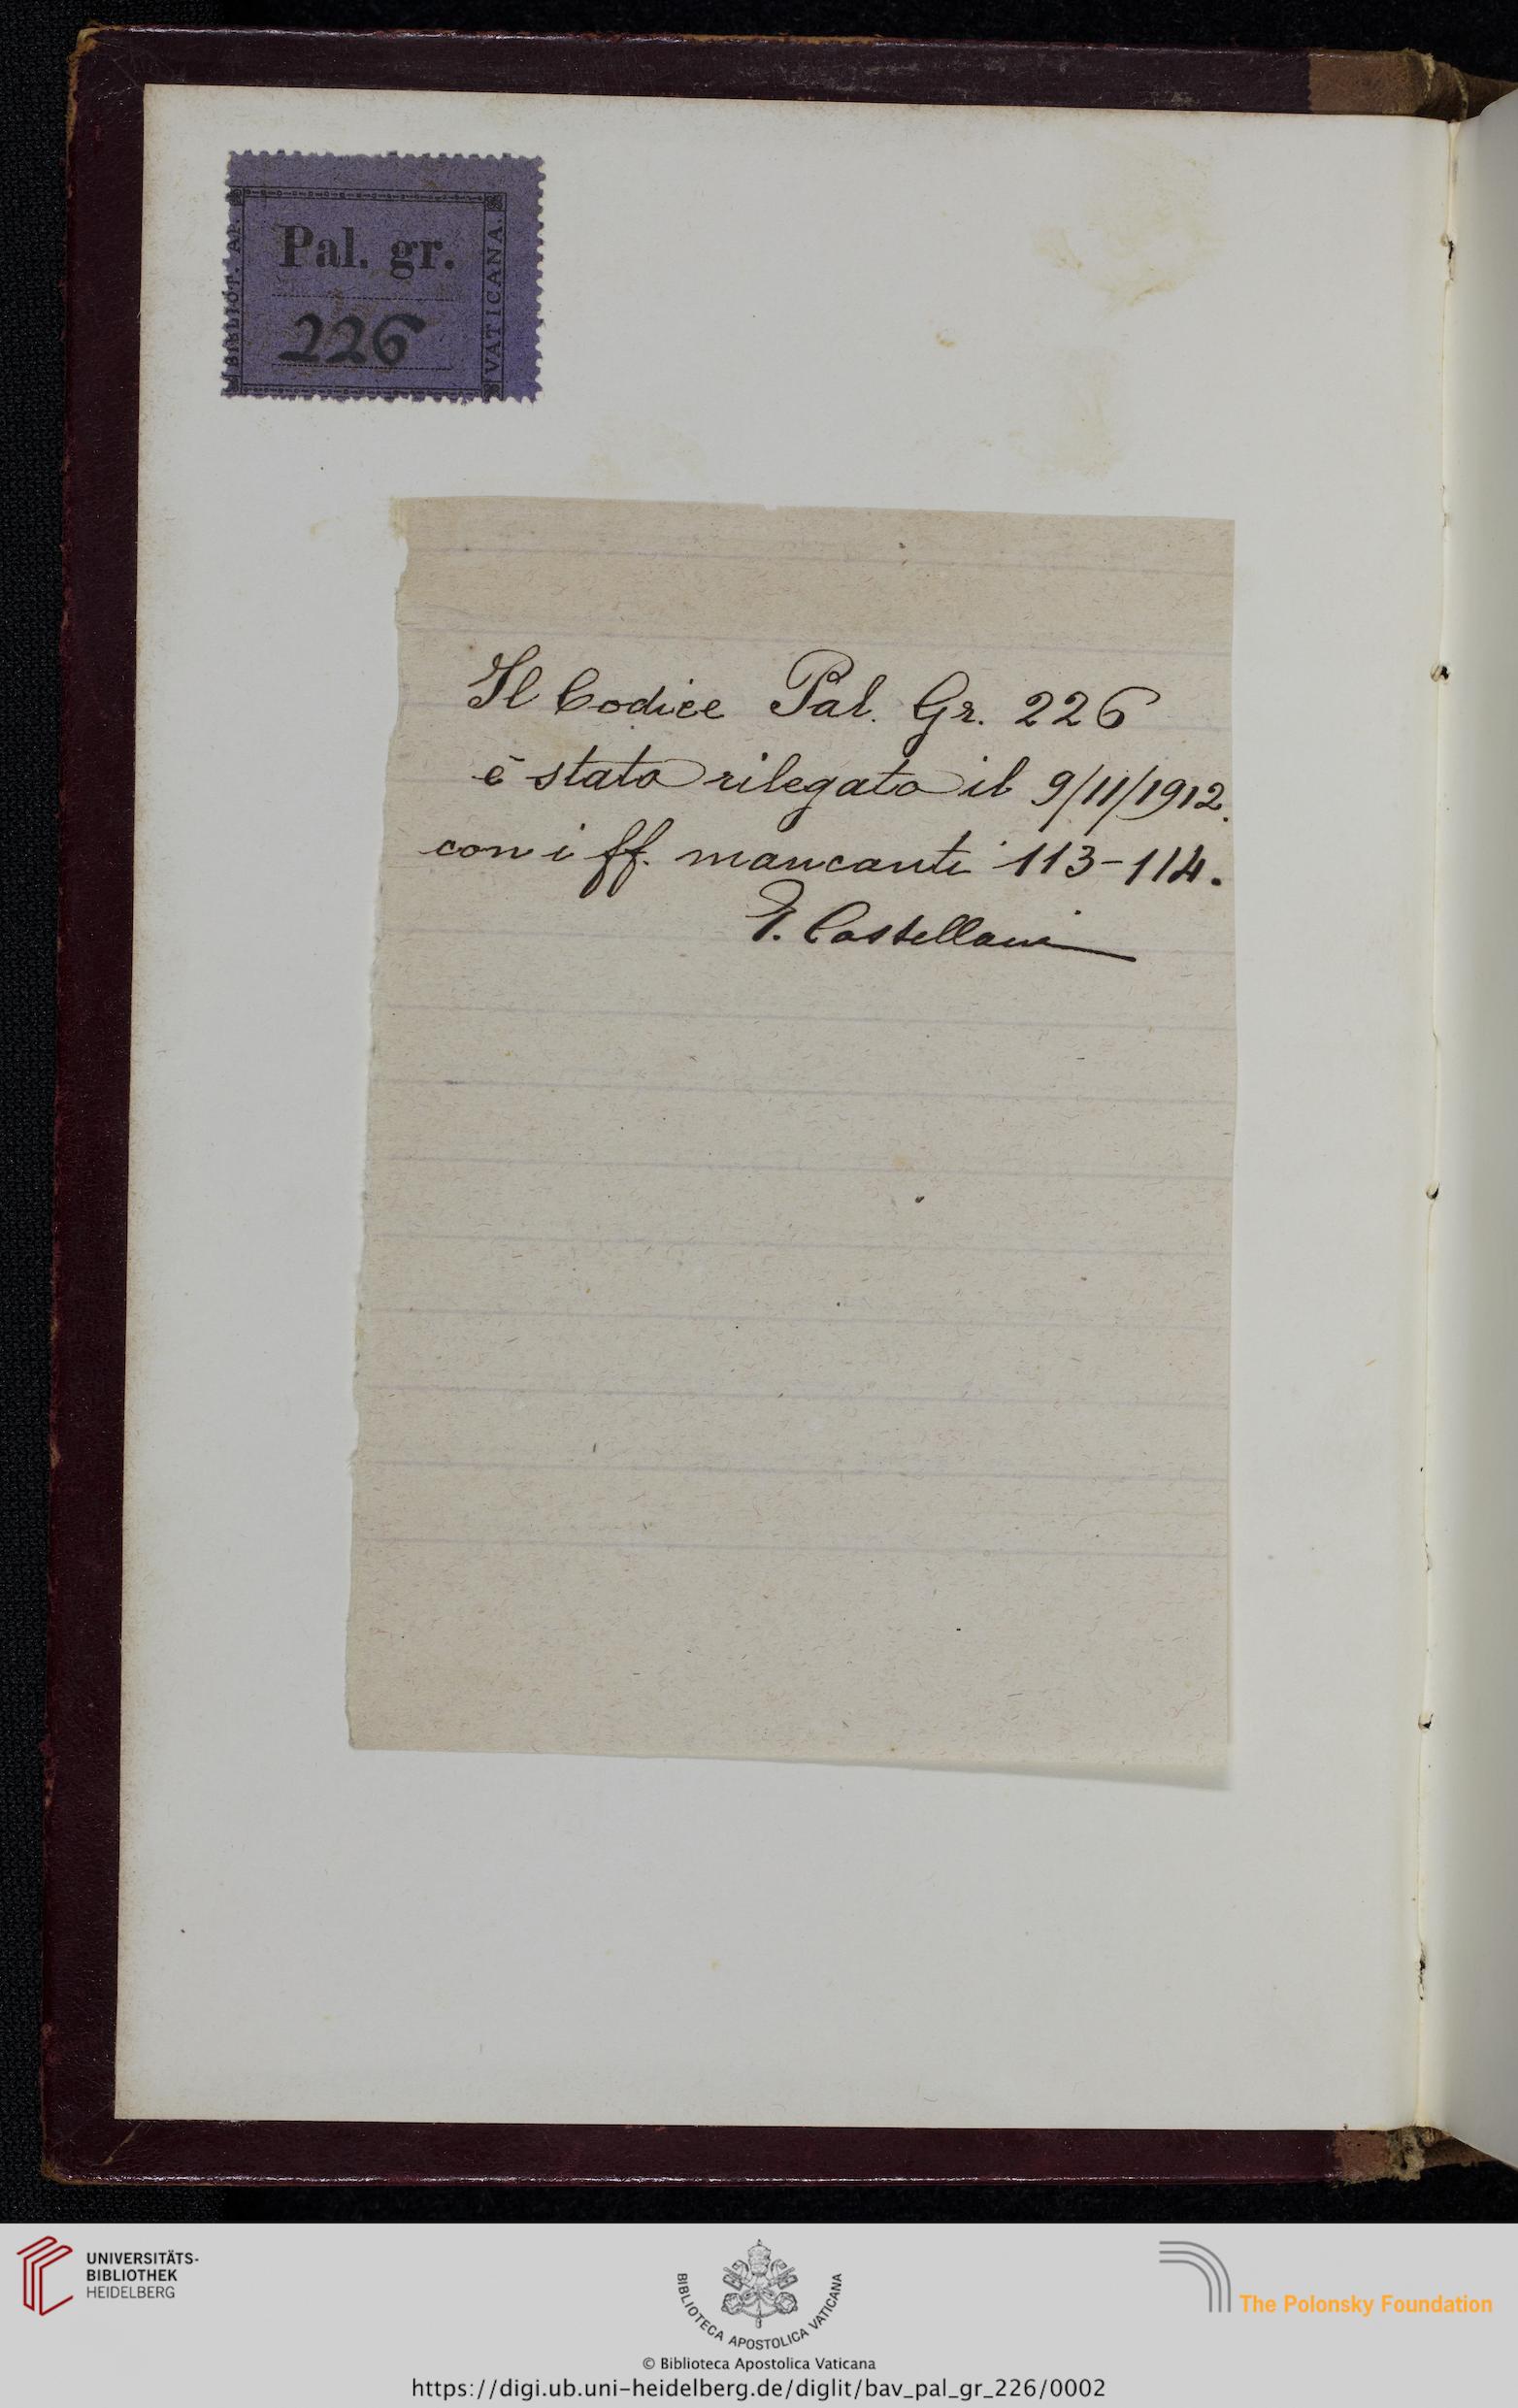 BIBLIOT. AP.
VATICANA.
Pal. gr.
226
Il Codice Pal. Gr. 226
è stato rilegato il 9/11/1912.
con i ff. mancanti 113-114.
Castellani
UNIVERSITÄTS-
BIBLIOTHEK
HEIDELBERG
BIBLIOTECA APOSTOLICA VATICANA
The Polonsky Foundation
© Biblioteca Apostolica Vaticana
https://digi.ub.uni-heidelberg.de/diglit/bav_pal_gr_226/0002